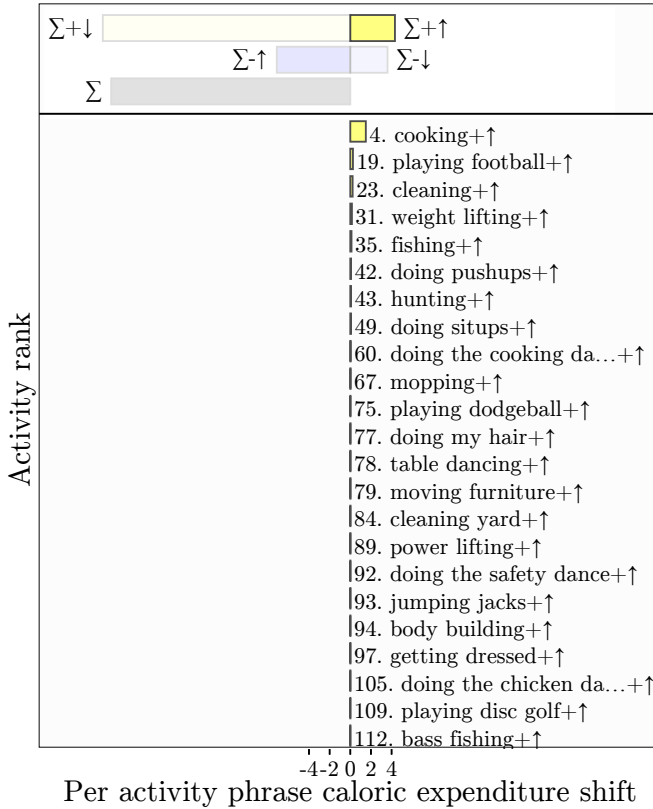 Σ+↓ Σ+↑
Σ-↑ Σ-↓
Σ
4. cooking+↑
19. playing football+↑
23. cleaning+↑
31. weight lifting+↑
35. fishing+↑
42. doing pushups+↑
43. hunting+↑
49. doing situps+↑
60. doing the cooking da...+↑
67. mopping+↑
75. playing dodgeball+↑
77. doing my hair+↑
78. table dancing+↑
79. moving furniture+↑
84. cleaning yard+↑
89. power lifting+↑
92. doing the safety dance+↑
93. jumping jacks+↑
94. body building+↑
97. getting dressed+↑
105. doing the chicken da...+↑
109. playing disc golf+↑
112. bass fishing+↑
Activity rank
-4 -2 0 2 4
Per activity phrase caloric expenditure shift